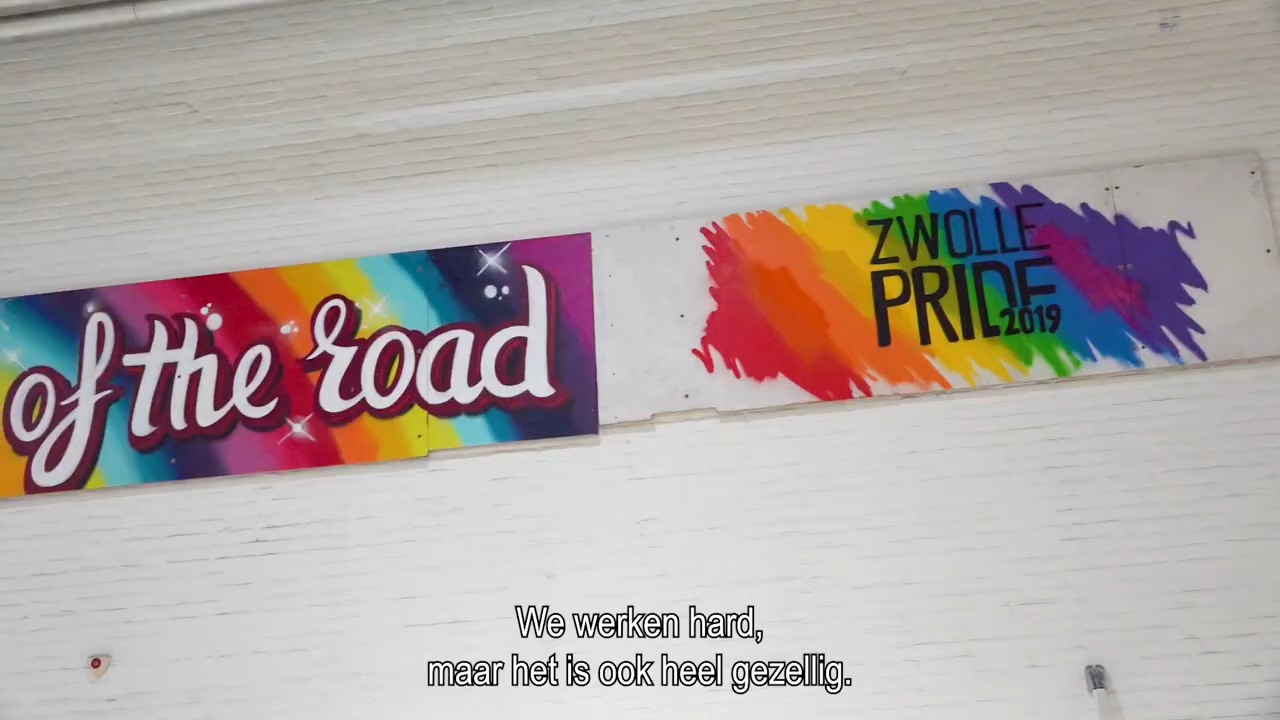 of the road
ZWOLLE
PRIDE
2019
We werken hard,
maar het is ook heel gezellig.